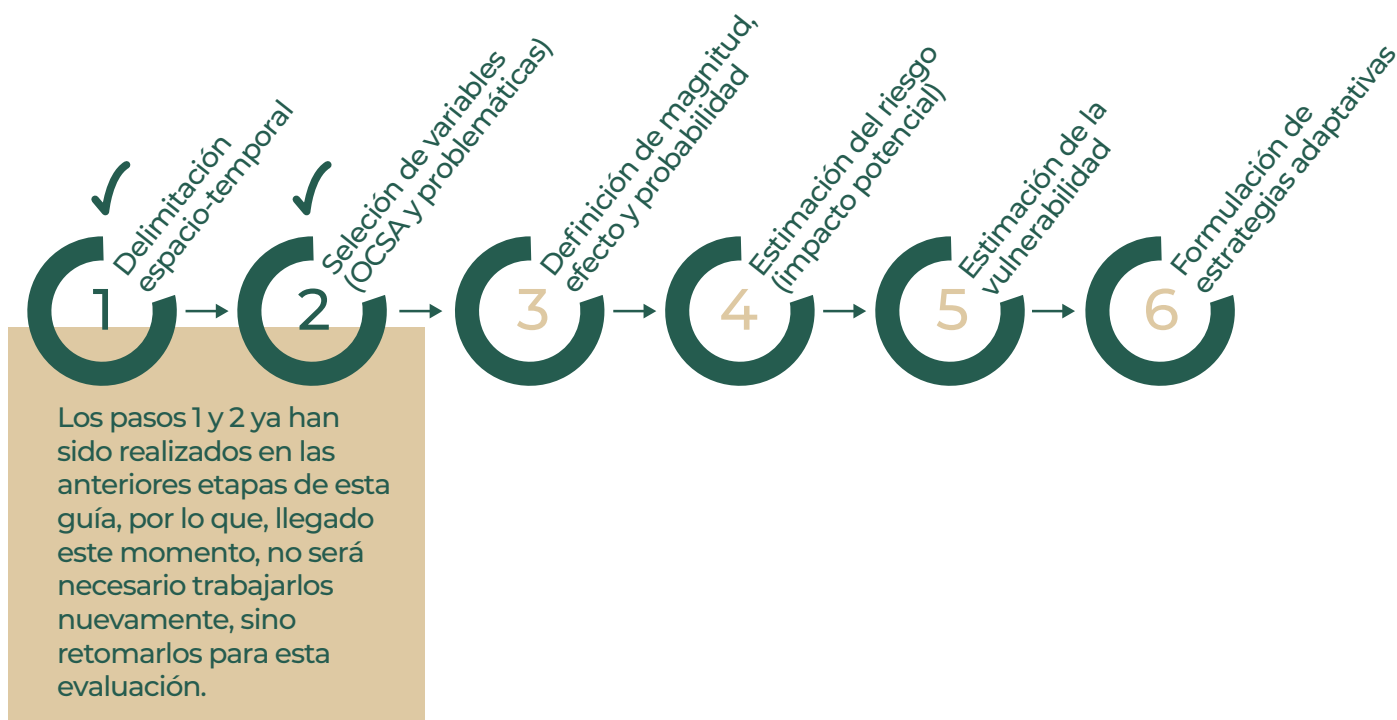 1
Delimitación
espacio-temporal
2
Seleción de variables
(OCSA y problemáticas)
3
Definición de magnitud,
efecto y probabilidad
4
Estimación del riesgo
(impacto potencial)
5
Estimación de la
vulnerabilidad
6
Formulación de
estrategias adaptativas
Los pasos 1 y 2 ya han
sido realizados en las
anteriores etapas de esta
guía, por lo que, llegado
este momento, no será
necesario trabajarlos
nuevamente, sino
retomarlos para esta
evaluación.